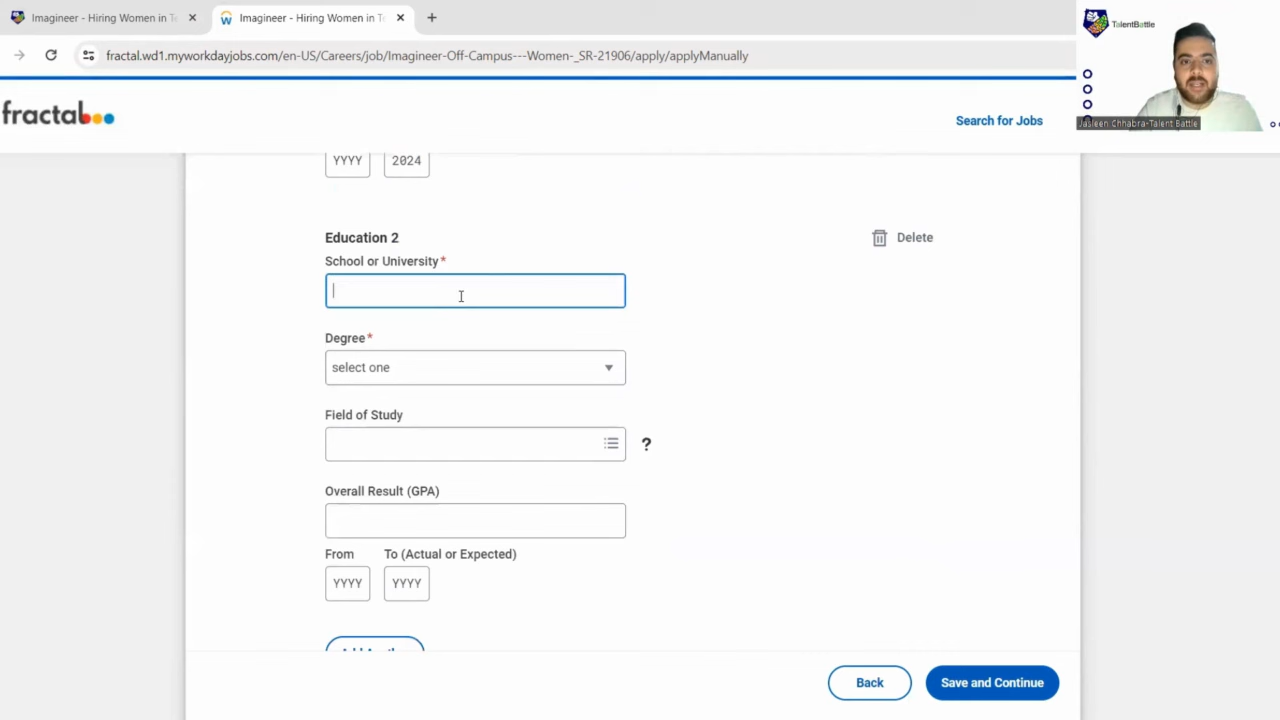 Imagineer - Hiring Women in Te
Imagineer - Hiring Women in Te
TalentBattle
fractal.wd1.myworkdayjobs.com/en-US/Careers/job/Imagineer-Off-Campus---Women-_SR-21906/apply/applyManually
fractal
Search for Jobs
Jasleen Chhabra-Talent Battle
YYYY 2024
Education 2
Delete
School or University*
Degree*
select one
Field of Study
?
Overall Result (GPA)
From To (Actual or Expected)
YYYY YYYY
Add Another
Back Save and Continue